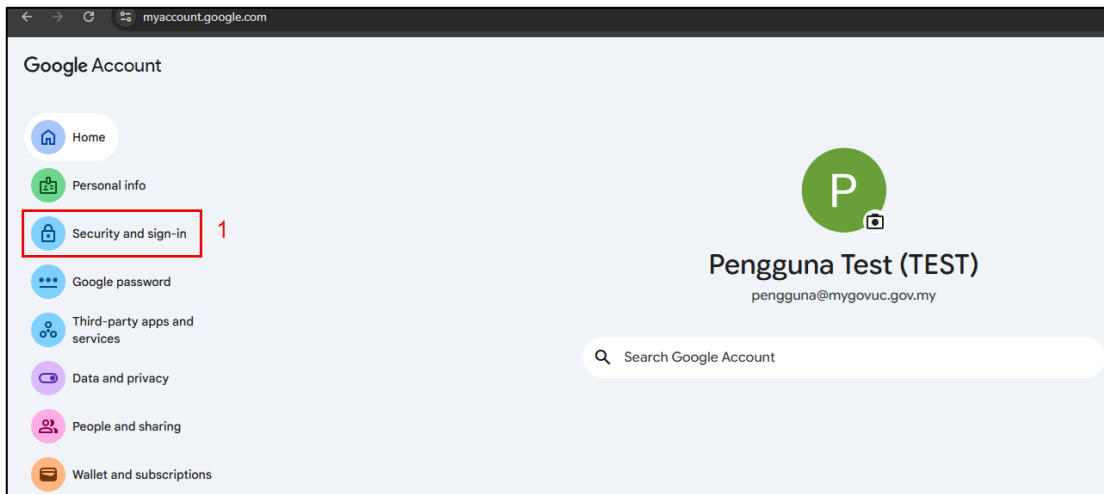 myaccount.google.com
Google Account
Home
Personal info
Security and sign-in
1
Google password
Third-party apps and
services
Data and privacy
People and sharing
Wallet and subscriptions
P
Pengguna Test (TEST)
pengguna@mygovuc.gov.my
Search Google Account